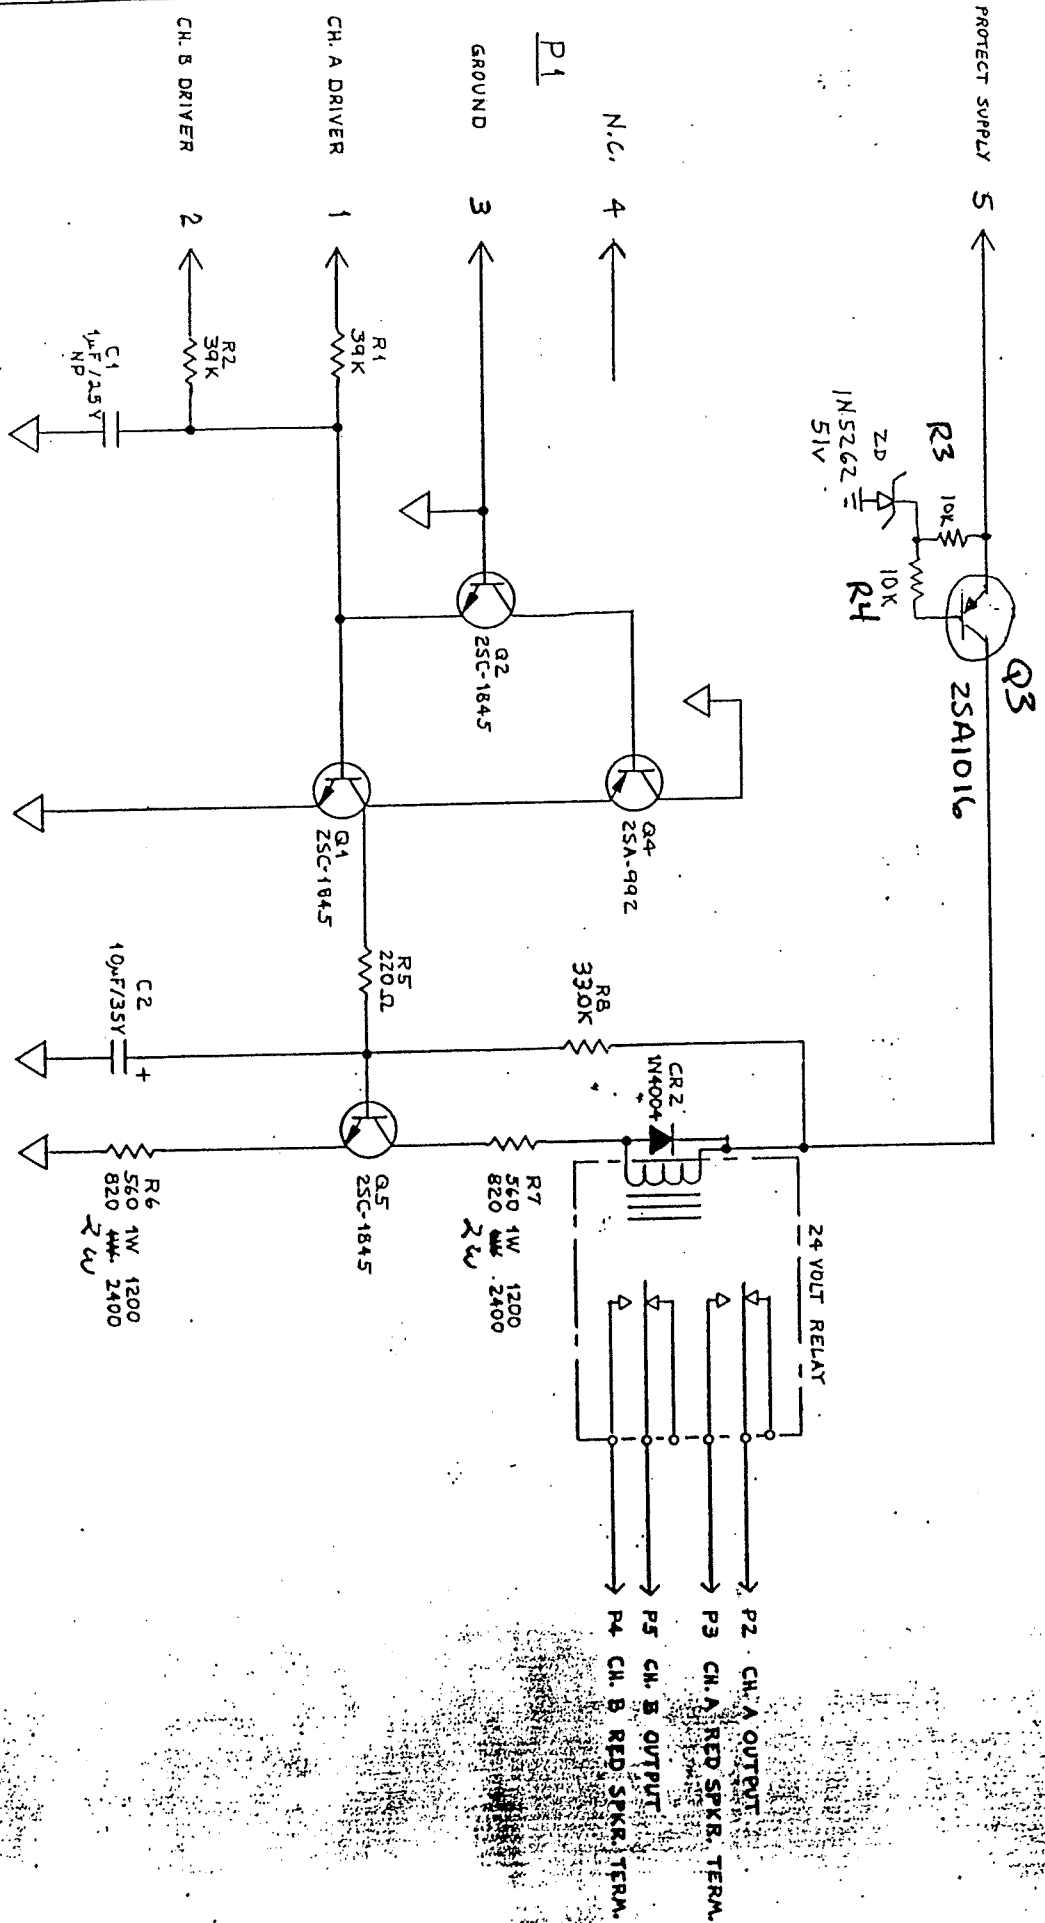 PROTECT SUPPLY 5
Q3
2SA1016
R3
10K
10K
R4
ZD
1N5262
51V
N.C. 4
P1
GROUND 3
Q2
2SC-1845
Q4
2SA-992
CH. A DRIVER 1
R1
39K
CH. B DRIVER 2
R2
39K
C1
1µF/25V
NP
Q1
2SC-1845
R5
220Ω
R8
330K
CR2
1N4004
C2
10µF/35V
+
Q5
2SC-1845
R7
560 1W 1200
820 2400
2W
R6
560 1W 1200
820 2400
2W
24 VOLT RELAY
P2 CH. A OUTPUT
P3 CH. A RED SPKR. TERM.
P5 CH. B OUTPUT
P4 CH. B RED SPKR. TERM.